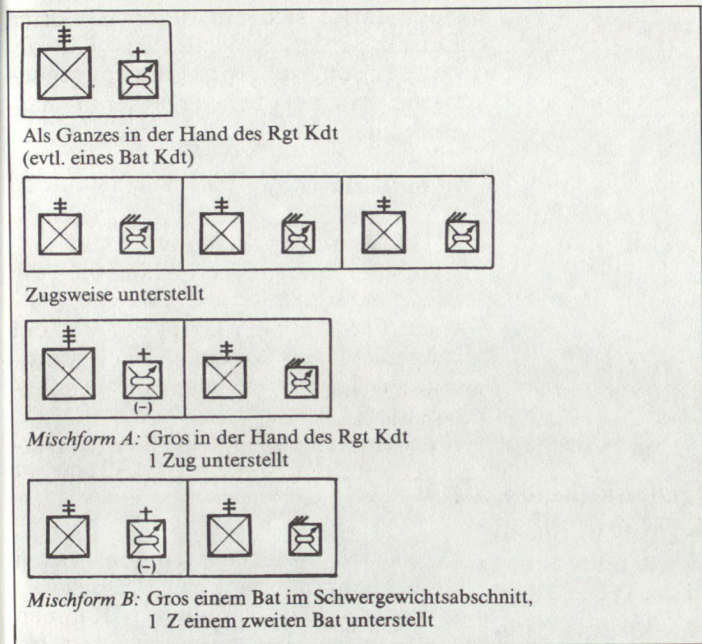 Als Ganzes in der Hand des Rgt Kdt
(evtl. eines Bat Kdt)
Zugsweise unterstellt
(–)
Mischform A: Gros in der Hand des Rgt Kdt
1 Zug unterstellt
(–)
Mischform B: Gros einem Bat im Schwergewichtsabschnitt,
1 Z einem zweiten Bat unterstellt